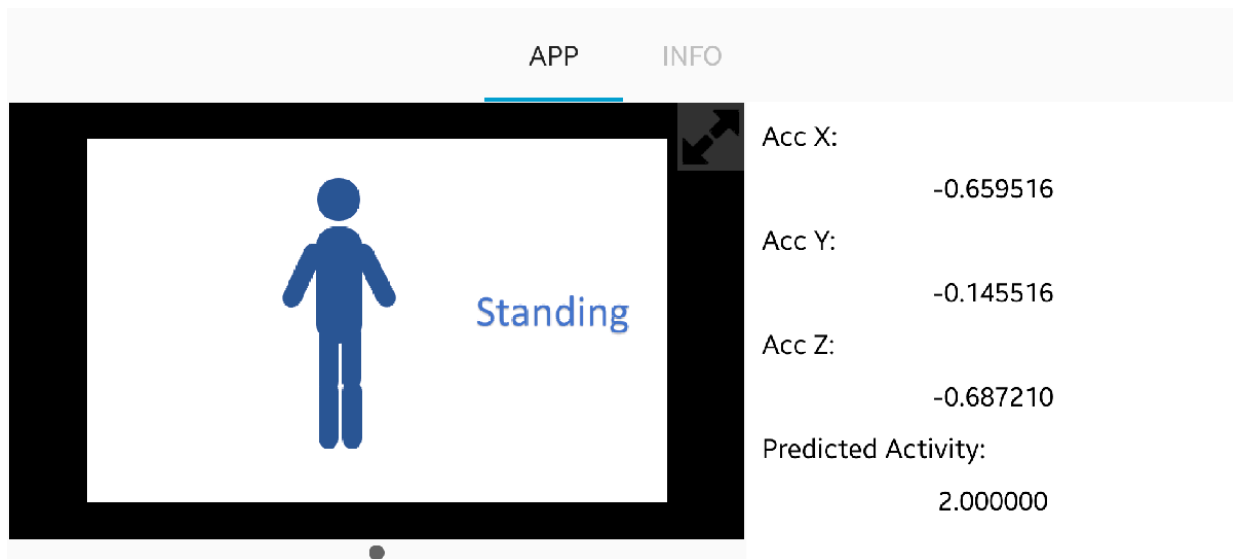 APP
INFO
Standing
Acc X:
-0.659516
Acc Y:
-0.145516
Acc Z:
-0.687210
Predicted Activity:
2.000000